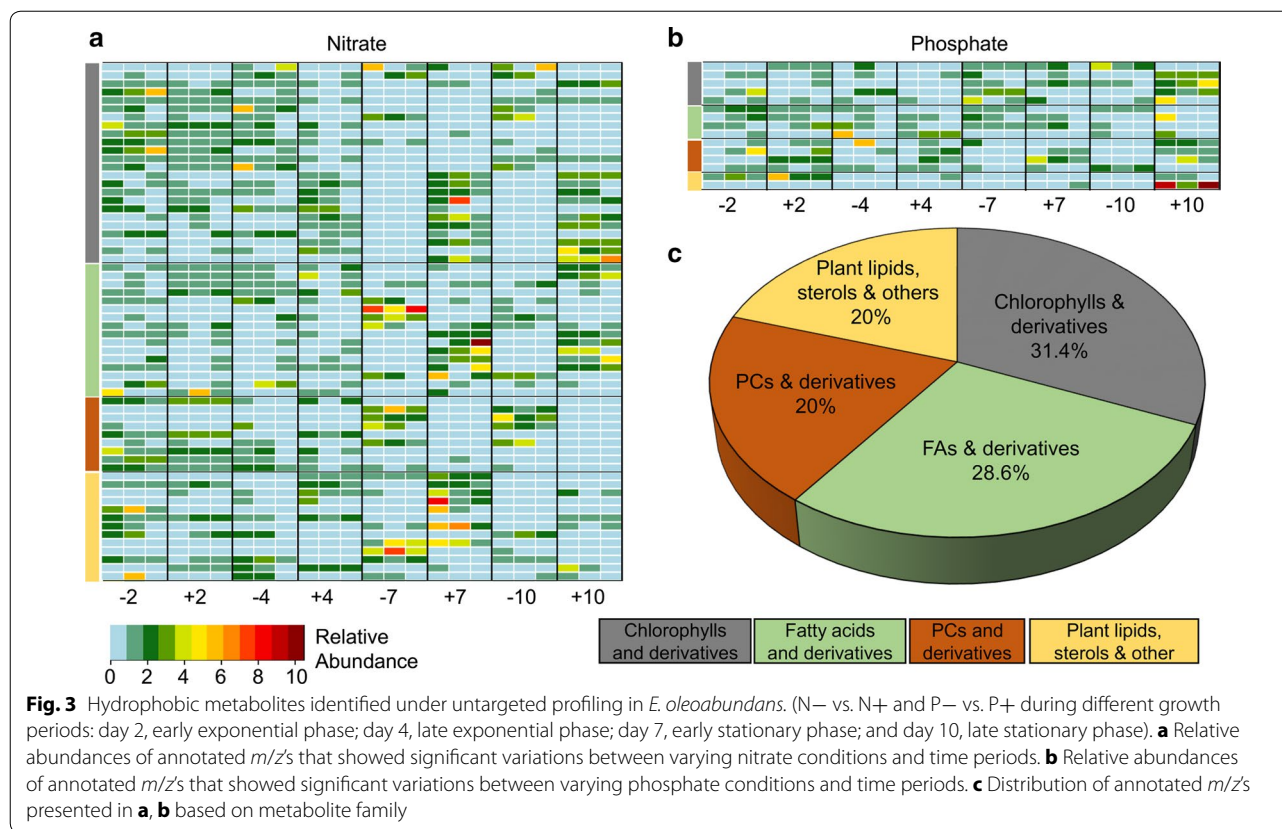 a
Nitrate
-2 +2 -4 +4 -7 +7 -10 +10
0 2 4 6 8 10
Relative
Abundance
b
Phosphate
-2 +2 -4 +4 -7 +7 -10 +10
c
Plant lipids,
sterols & others
20%
Chlorophylls &
derivatives
31.4%
PCs & derivatives
20%
FAs & derivatives
28.6%
Chlorophylls
and derivatives
Fatty acids
and derivatives
PCs and
derivatives
Plant lipids,
sterols & other
Fig. 3 Hydrophobic metabolites identified under untargeted profiling in E. oleoabundans. (N− vs. N+ and P− vs. P+ during different growth
periods: day 2, early exponential phase; day 4, late exponential phase; day 7, early stationary phase; and day 10, late stationary phase). a Relative
abundances of annotated m/z's that showed significant variations between varying nitrate conditions and time periods. b Relative abundances
of annotated m/z's that showed significant variations between varying phosphate conditions and time periods. c Distribution of annotated m/z's
presented in a, b based on metabolite family